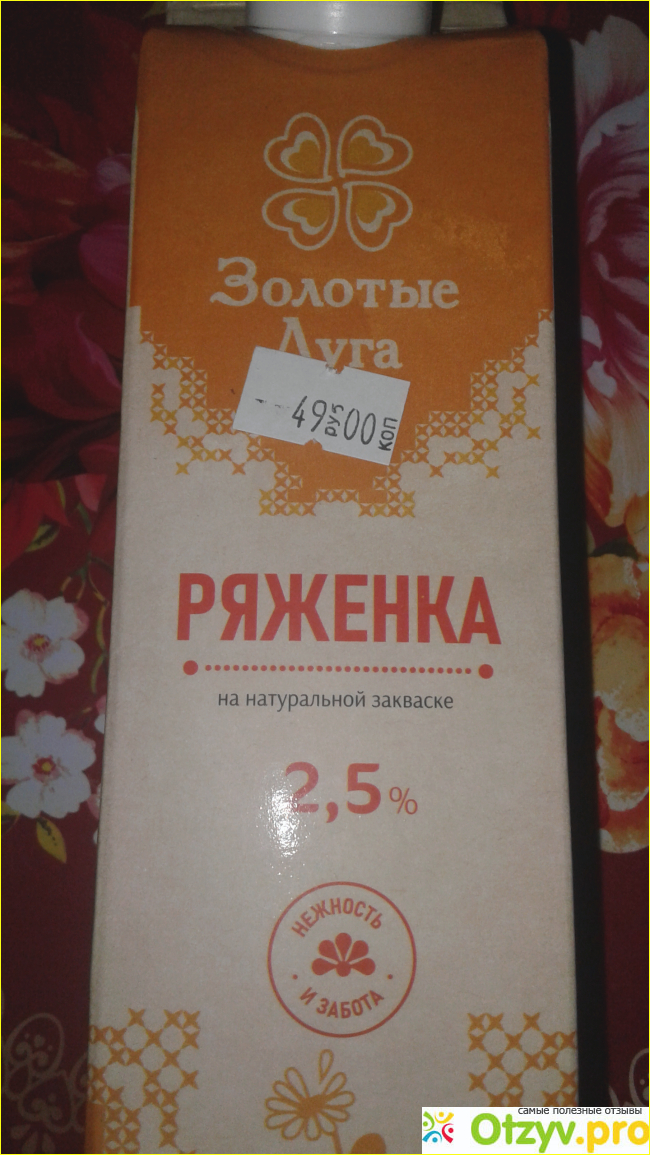 Золотые
Луга
49 руб 00 коп
РЯЖЕНКА
на натуральной закваске
2,5%
НЕЖНОСТЬ
И ЗАБОТА
самые полезные отзывы
Otzyv.pro